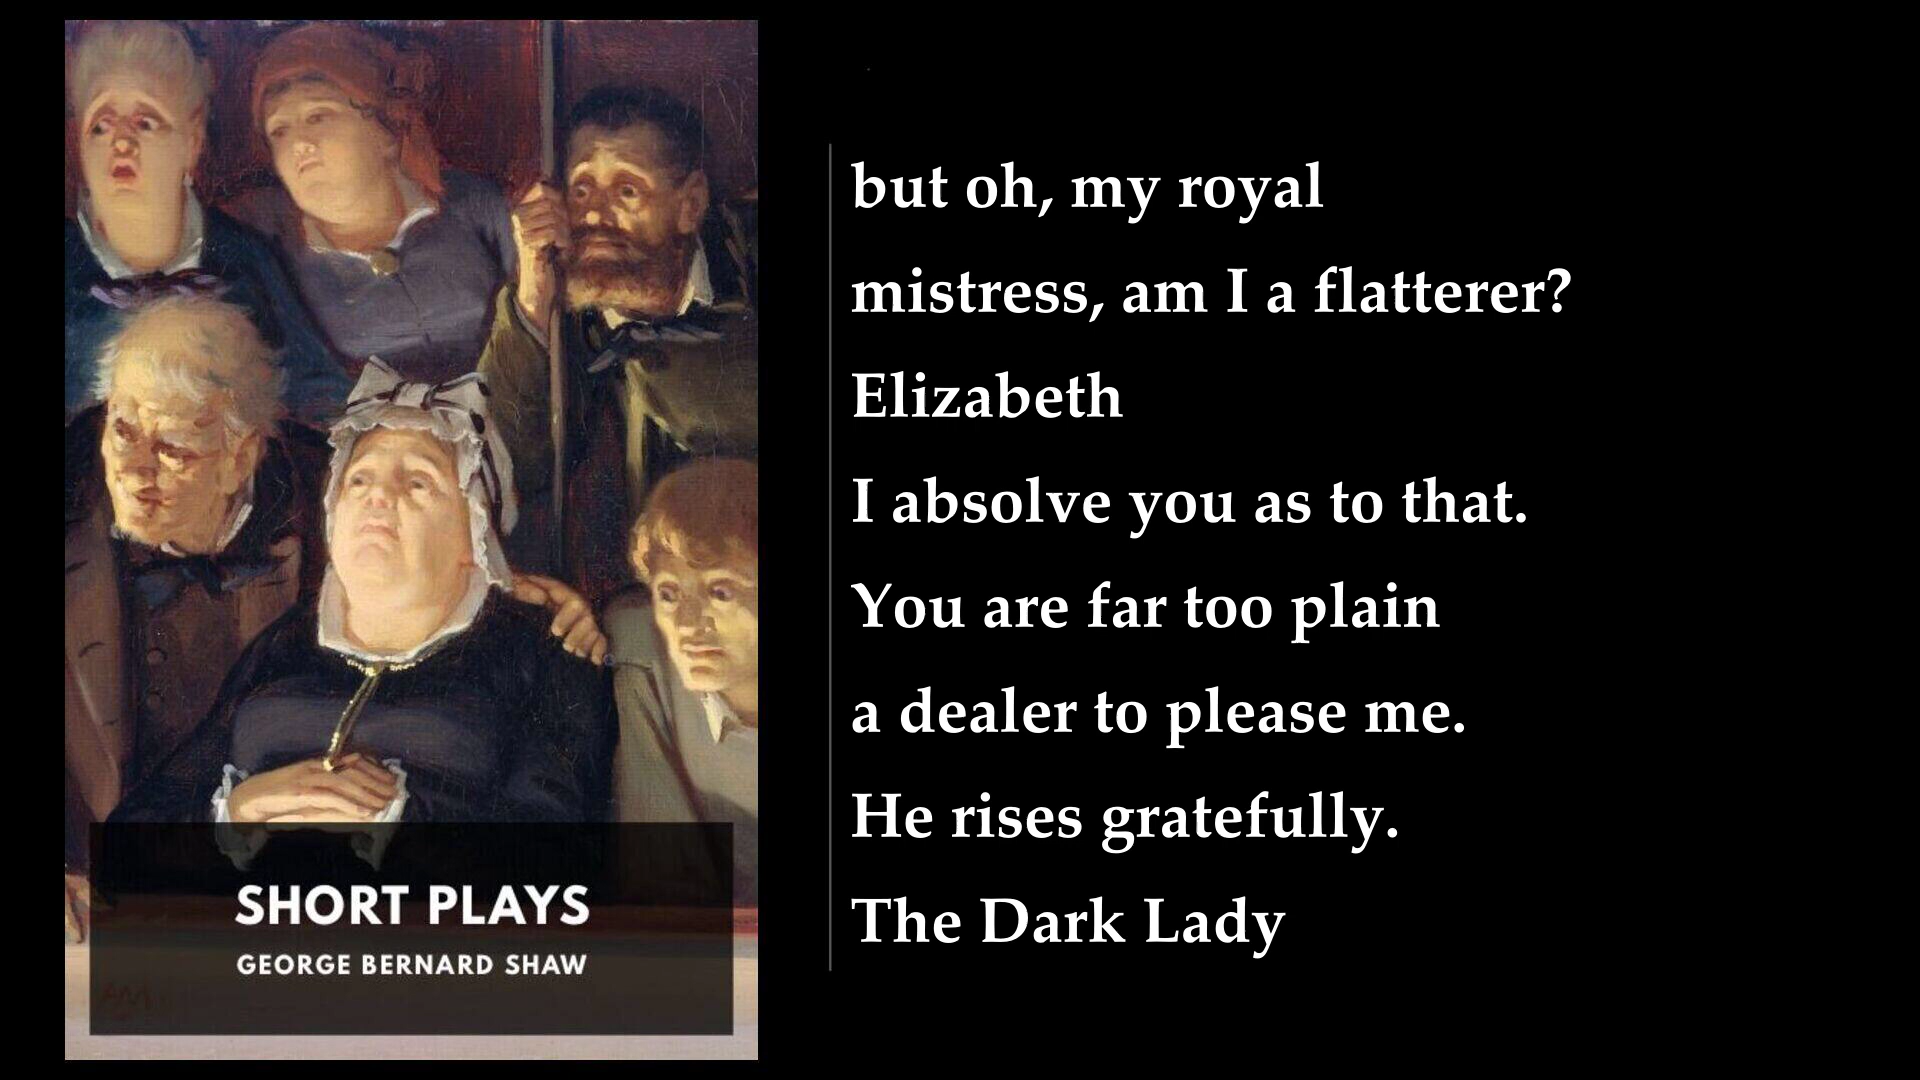 but oh, my royal
mistress, am I a flatterer?
Elizabeth
I absolve you as to that.
You are far too plain
a dealer to please me.
He rises gratefully.
The Dark Lady
SHORT PLAYS
GEORGE BERNARD SHAW